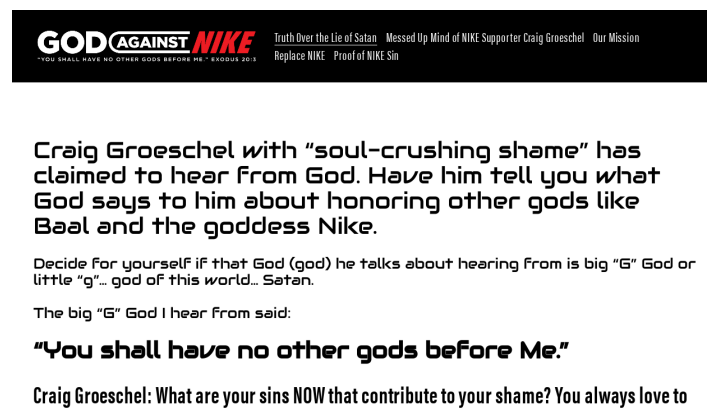 GOD AGAINST NIKE
"YOU SHALL HAVE NO OTHER GODS BEFORE ME." EXODUS 20:3
Truth Over the Lie of Satan Messed Up Mind of NIKE Supporter Craig Groeschel Our Mission
Replace NIKE Proof of NIKE Sin
Craig Groeschel with “soul-crushing shame” has
claimed to hear from God. Have him tell you what
God says to him about honoring other gods like
Baal and the goddess Nike.
Decide for yourself if that God (god) he talks about hearing from is big “G” God or
little “g”... god of this world... Satan.
The big “G” God I hear from said:
“You shall have no other gods before Me.”
Craig Groeschel: What are your sins NOW that contribute to your shame? You always love to